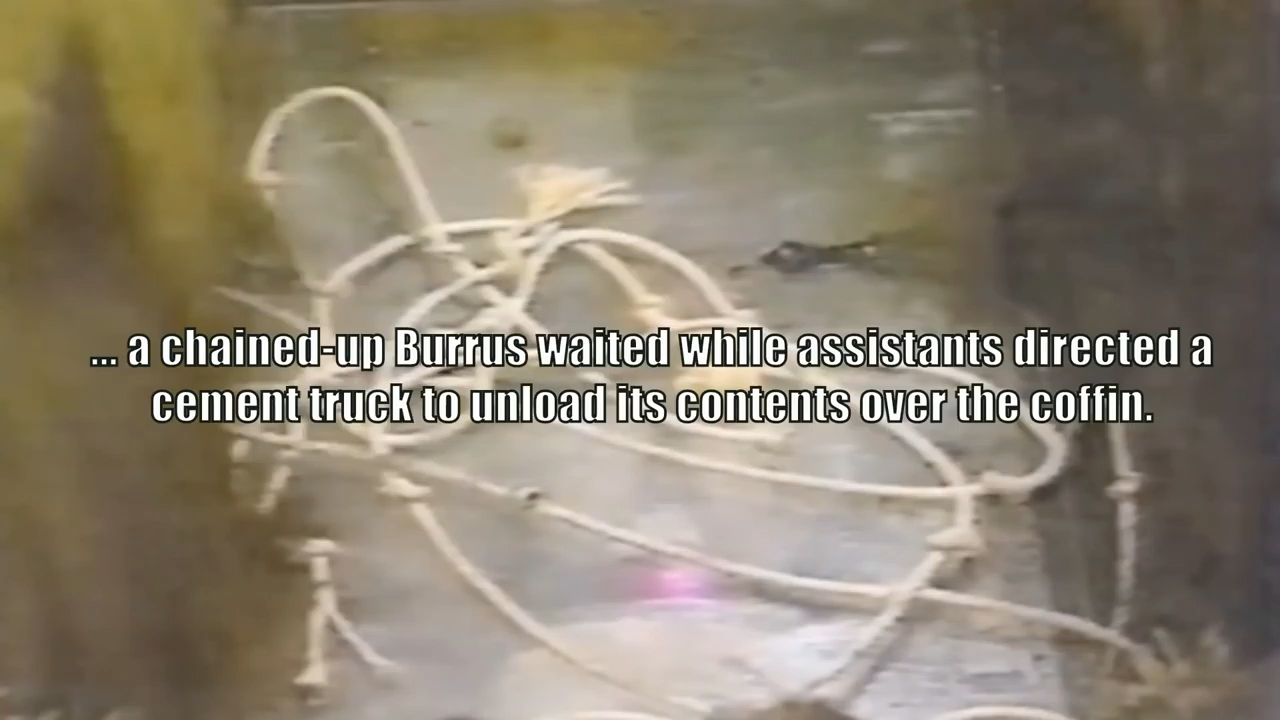 ... a chained-up Burrus waited while assistants directed a
cement truck to unload its contents over the coffin.